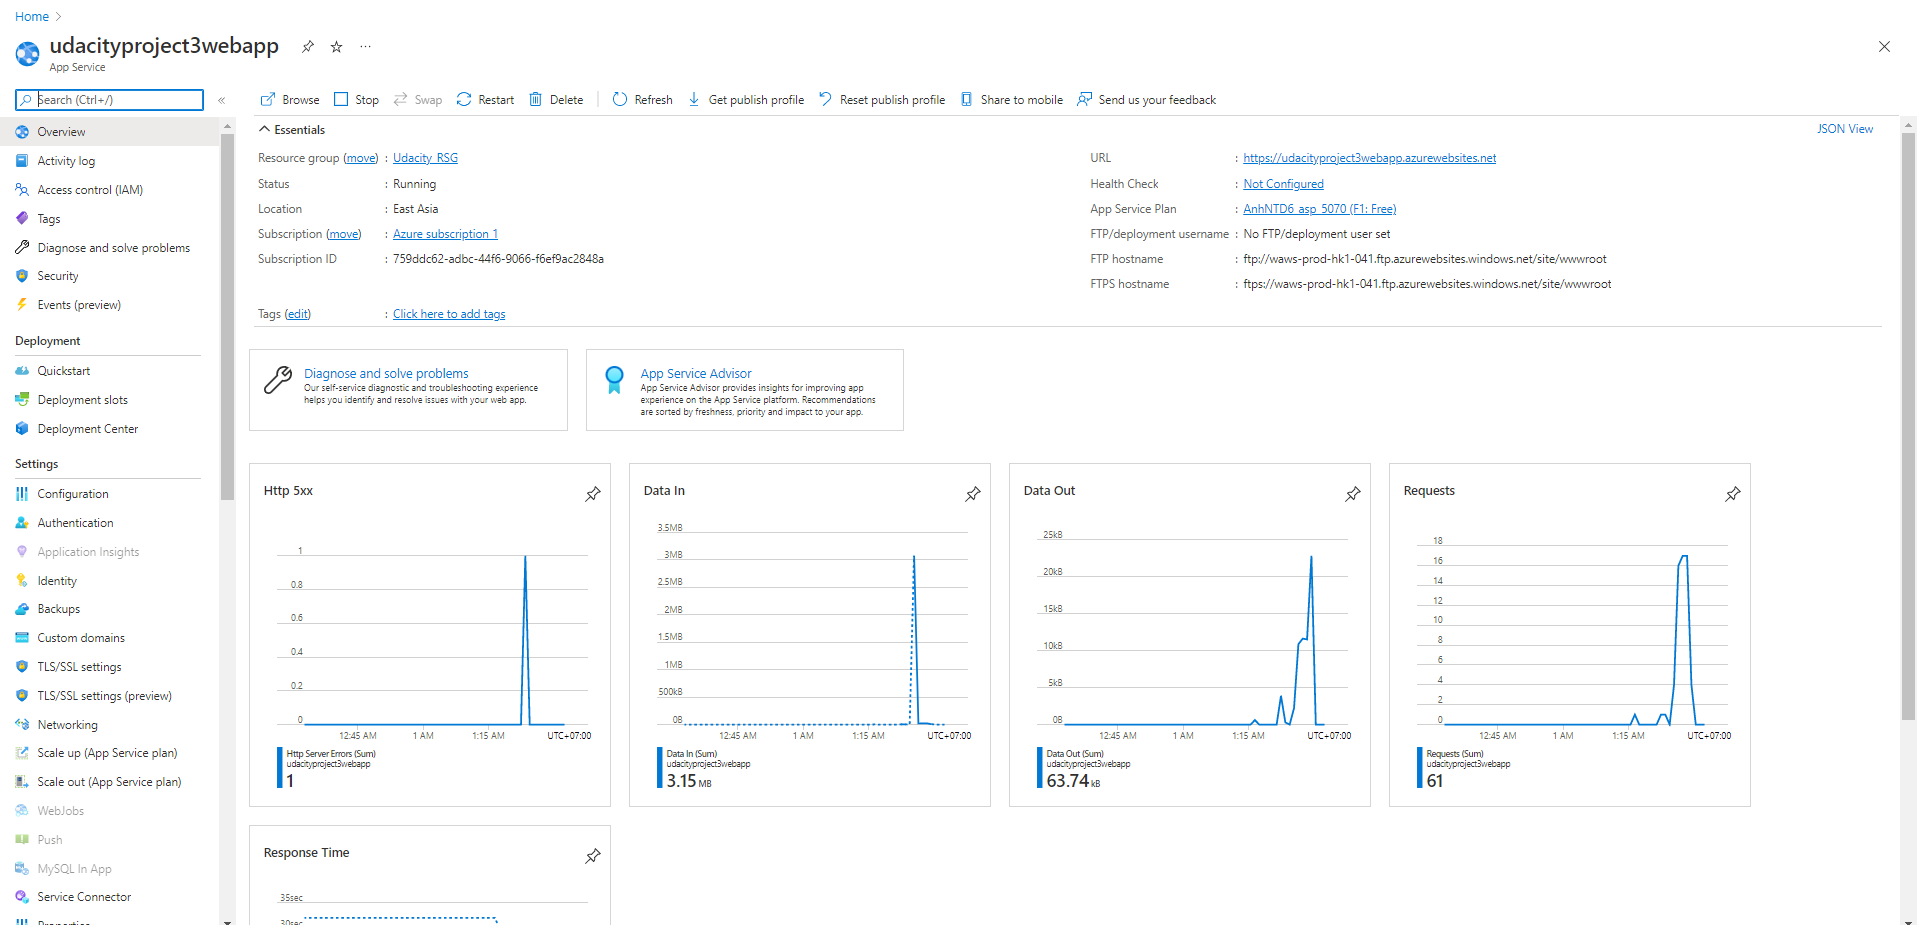 Home
udacityproject3webapp
App Service
Search (Ctrl+/)
Overview
Activity log
Access control (IAM)
Tags
Diagnose and solve problems
Security
Events (preview)
Deployment
Quickstart
Deployment slots
Deployment Center
Settings
Configuration
Authentication
Application Insights
Identity
Backups
Custom domains
TLS/SSL settings
TLS/SSL settings (preview)
Networking
Scale up (App Service plan)
Scale out (App Service plan)
WebJobs
Push
MySQL In App
Service Connector
Properties
Browse Stop Swap Restart Delete Refresh Get publish profile Reset publish profile Share to mobile Send us your feedback
Essentials
JSON View
Resource group (move) : Udacity_RSG
Status : Running
Location : East Asia
Subscription (move) : Azure subscription 1
Subscription ID : 759ddc62-adbc-44f6-9066-f6ef9ac2848a
Tags (edit) : Click here to add tags
URL : https://udacityproject3webapp.azurewebsites.net
Health Check : Not Configured
App Service Plan : AnhNTD6_asp_5070 (F1: Free)
FTP/deployment username : No FTP/deployment user set
FTP hostname : ftp://waws-prod-hk1-041.ftp.azurewebsites.windows.net/site/wwwroot
FTPS hostname : ftps://waws-prod-hk1-041.ftp.azurewebsites.windows.net/site/wwwroot
Diagnose and solve problems
Our self-service diagnostic and troubleshooting experience
helps you identify and resolve issues with your web app.
App Service Advisor
App Service Advisor provides insights for improving app
experience on the App Service platform. Recommendations
are sorted by freshness, priority and impact to your app.
Http 5xx
1
0.8
0.6
0.4
0.2
0
12:45 AM 1 AM 1:15 AM UTC+07:00
Http Server Errors (Sum)
udacityproject3webapp
1
Data In
3.5MB
3MB
2.5MB
2MB
1.5MB
1MB
500kB
0B
12:45 AM 1 AM 1:15 AM UTC+07:00
Data In (Sum)
udacityproject3webapp
3.15 MB
Data Out
25kB
20kB
15kB
10kB
5kB
0B
12:45 AM 1 AM 1:15 AM UTC+07:00
Data Out (Sum)
udacityproject3webapp
63.74 kB
Requests
18
16
14
12
10
8
6
4
2
0
12:45 AM 1 AM 1:15 AM UTC+07:00
Requests (Sum)
udacityproject3webapp
61
Response Time
35sec
30sec